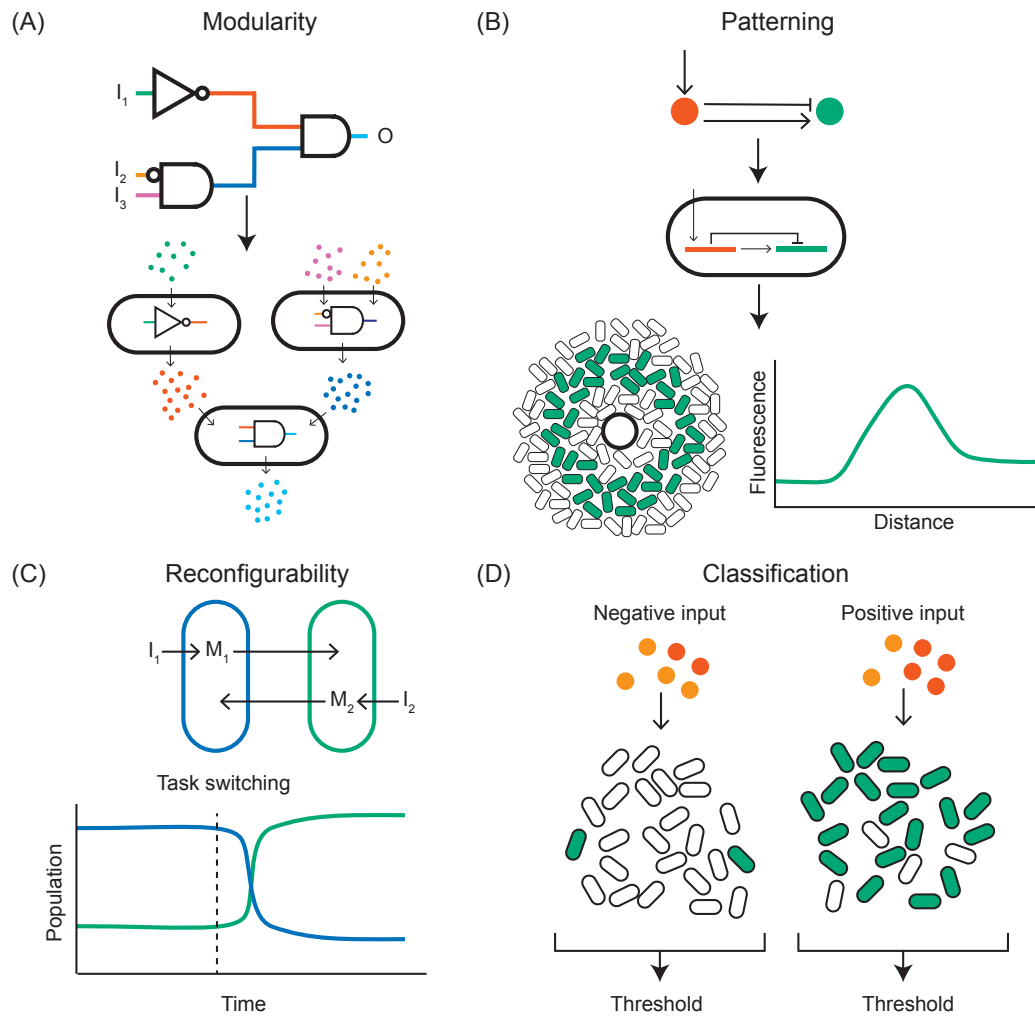 (A) Modularity
I₁
O
I₂
I₃
(B) Patterning
Fluorescence
Distance
(C) Reconfigurability
I₁ M₁
M₂ I₂
Task switching
Population
Time
(D) Classification
Negative input Positive input
Threshold Threshold